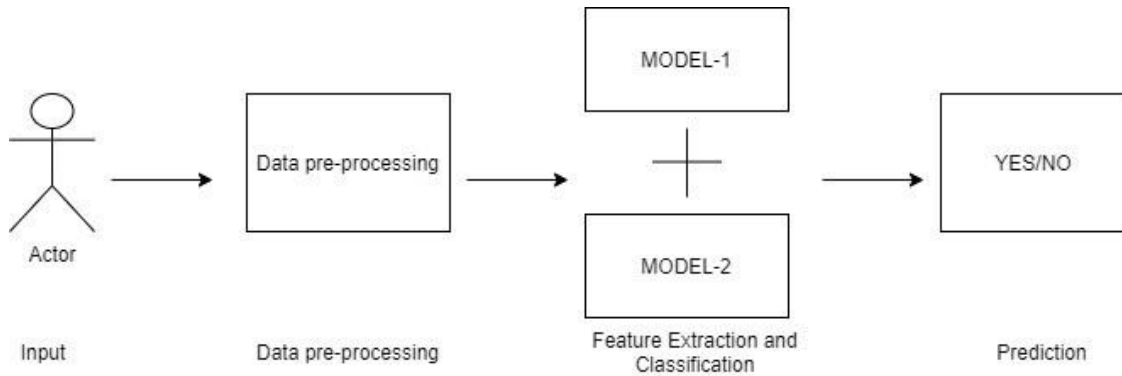 MODEL-1
Data pre-processing
YES/NO
MODEL-2
Actor
Input
Data pre-processing
Feature Extraction and
Classification
Prediction